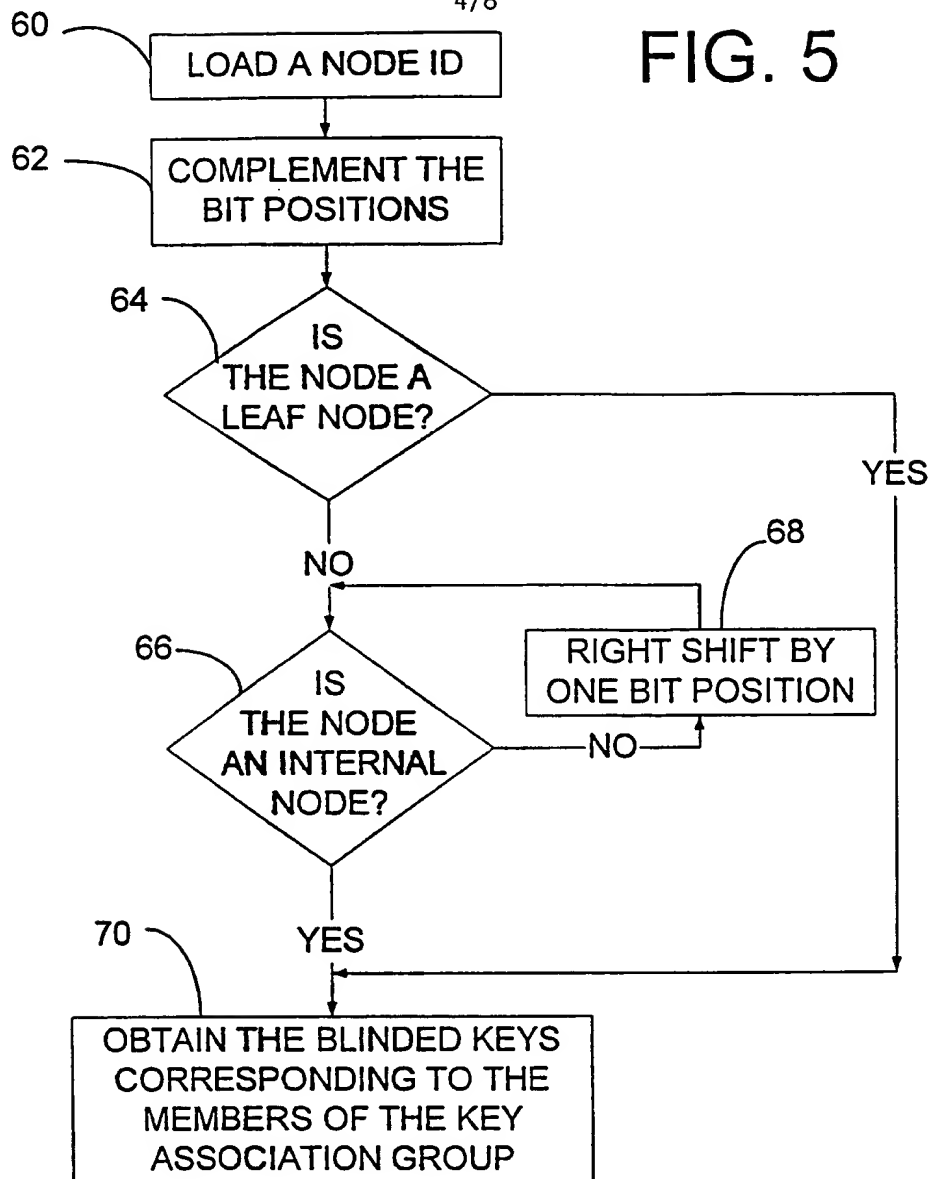 4/8
FIG. 5
60
LOAD A NODE ID
62
COMPLEMENT THE
BIT POSITIONS
64
IS
THE NODE A
LEAF NODE?
YES
NO
68
RIGHT SHIFT BY
ONE BIT POSITION
66
IS
THE NODE
AN INTERNAL
NODE?
NO
YES
70
OBTAIN THE BLINDED KEYS
CORRESPONDING TO THE
MEMBERS OF THE KEY
ASSOCIATION GROUP